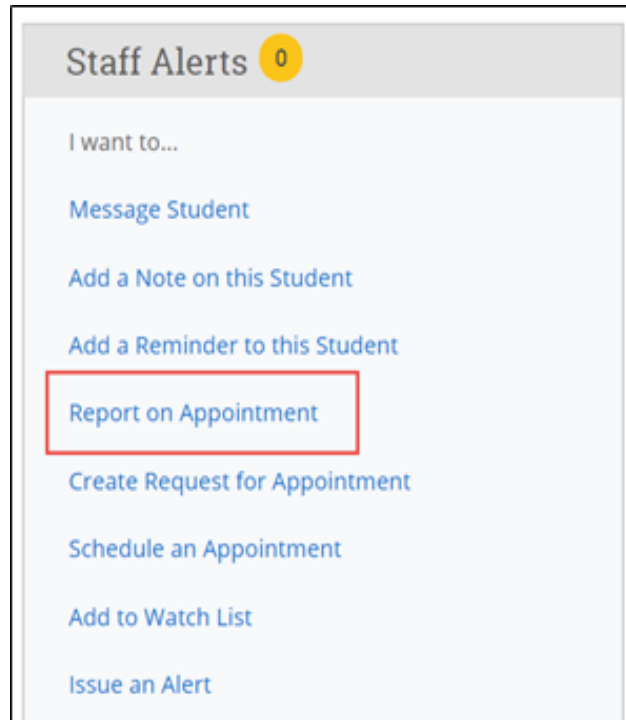 Staff Alerts 0
I want to...
Message Student
Add a Note on this Student
Add a Reminder to this Student
Report on Appointment
Create Request for Appointment
Schedule an Appointment
Add to Watch List
Issue an Alert